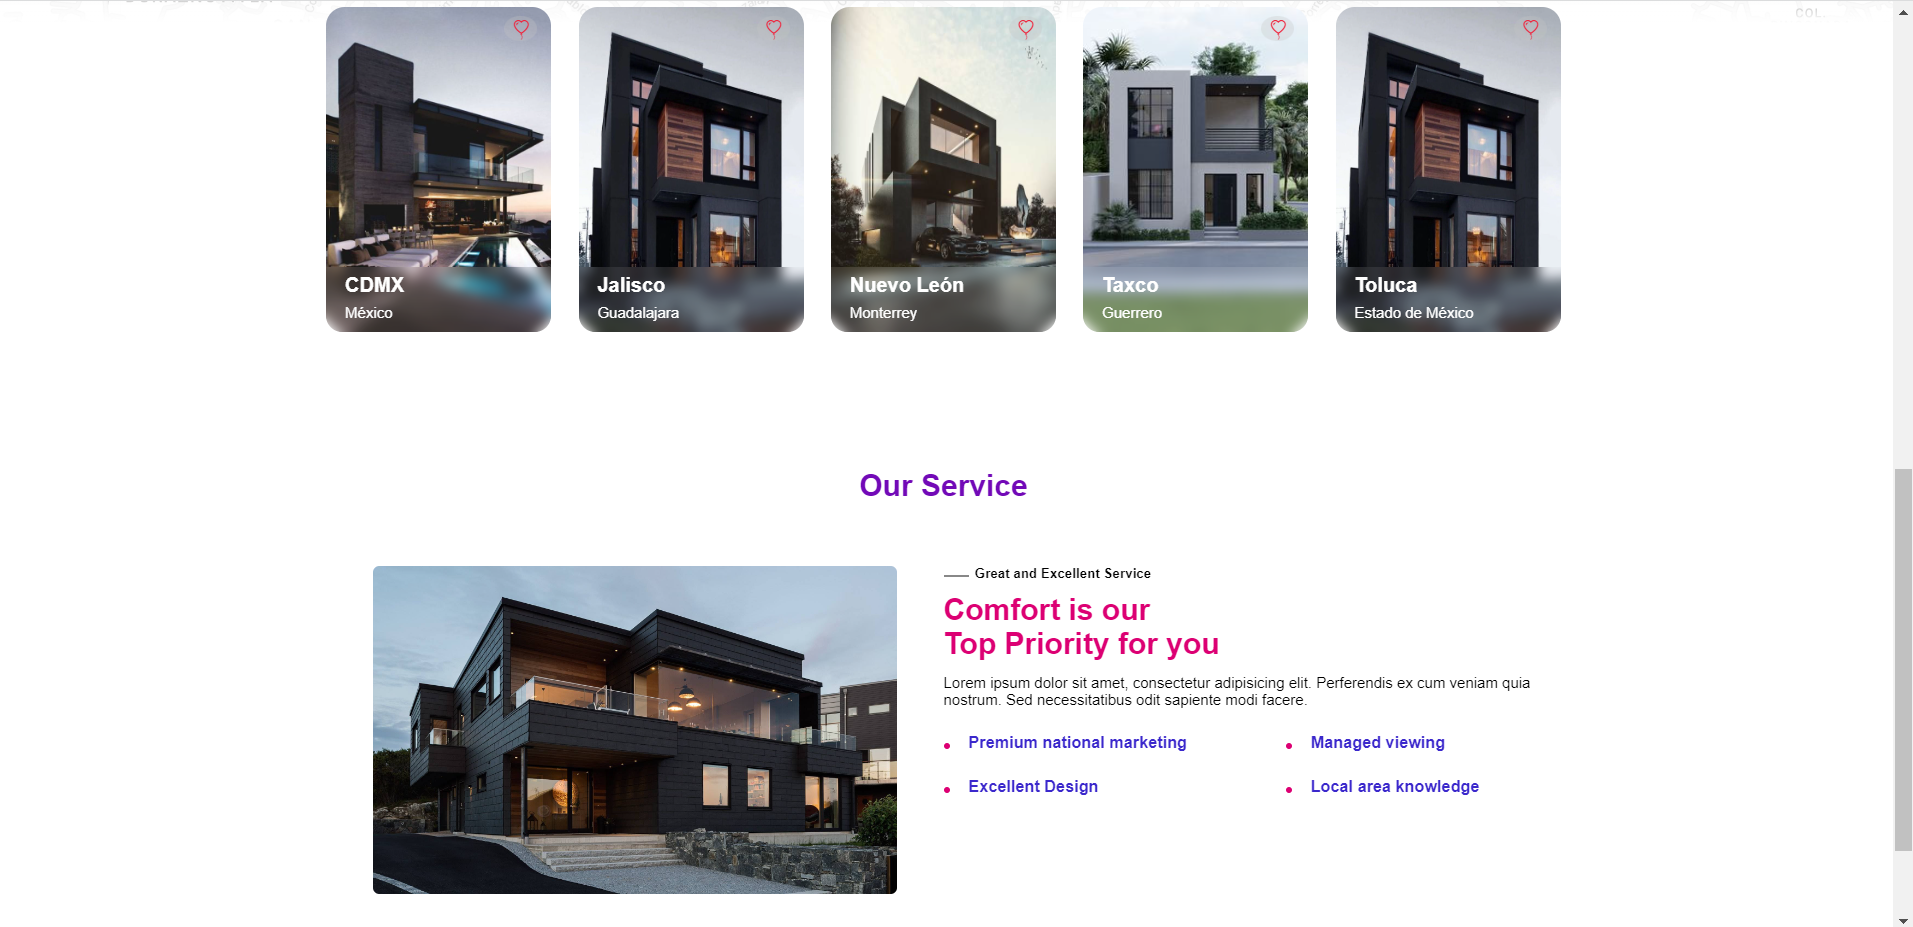 CDMX
México
Jalisco
Guadalajara
Nuevo León
Monterrey
Taxco
Guerrero
Toluca
Estado de México
Our Service
Great and Excellent Service
Comfort is our
Top Priority for you
Lorem ipsum dolor sit amet, consectetur adipisicing elit. Perferendis ex cum veniam quia
nostrum. Sed necessitatibus odit sapiente modi facere.
Premium national marketing
Managed viewing
Excellent Design
Local area knowledge